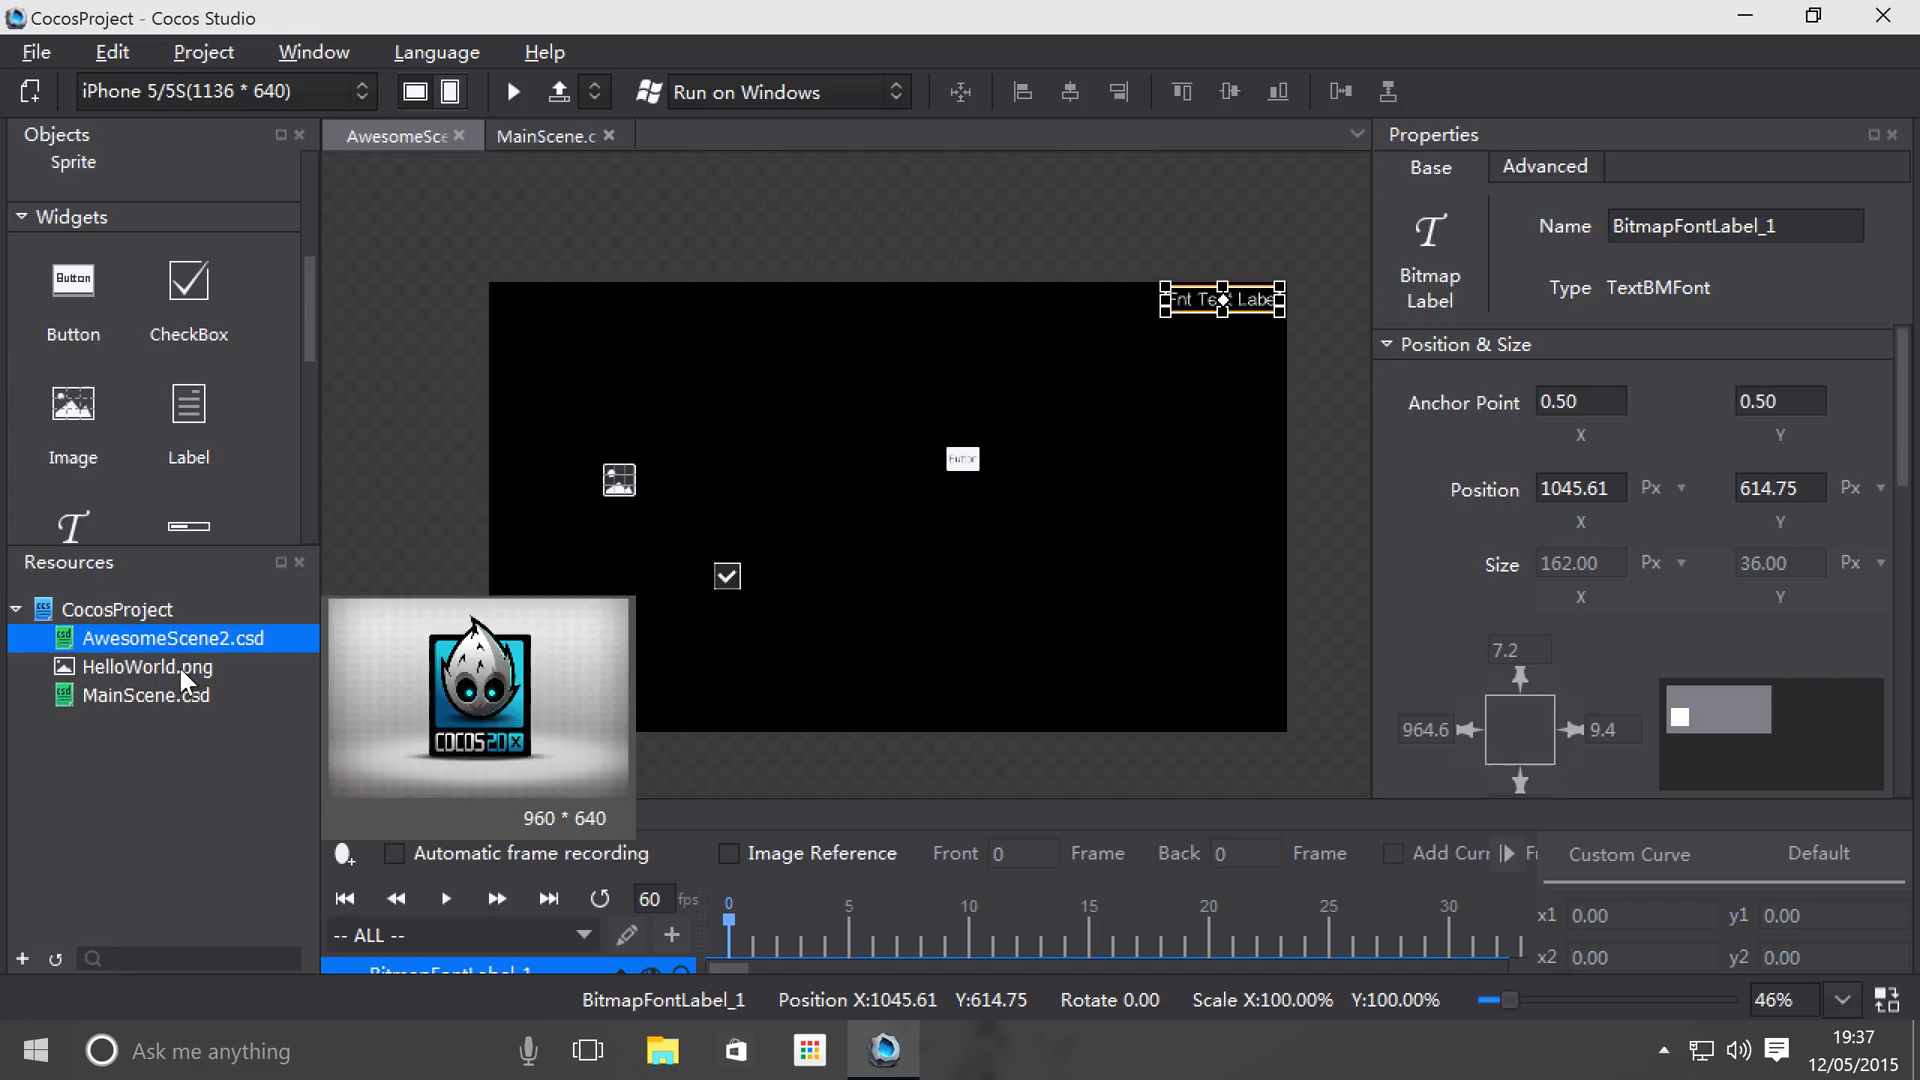 CocosProject - Cocos Studio
File Edit Project Window Language Help
iPhone 5/5S(1136 * 640)
Run on Windows
Objects
Sprite
Widgets
Button
Button
CheckBox
Image
Label
AwesomeSce
MainScene.c
Fnt Text Labe
Button
Resources
CocosProject
AwesomeScene2.csd
HelloWorld.png
MainScene.csd
COCOS2DX
960 * 640
Properties
Base
Advanced
Bitmap
Label
Name BitmapFontLabel_1
Type TextBMFont
Position & Size
Anchor Point 0.50 0.50
X Y
Position 1045.61 Px 614.75 Px
X Y
Size 162.00 Px 36.00 Px
X Y
7.2
964.6 9.4
Automatic frame recording
Image Reference Front 0 Frame Back 0 Frame
Add Curr Fr
Custom Curve Default
60 fps
0 5 10 15 20 25 30
-- ALL --
x1 0.00 y1 0.00
x2 0.00 y2 0.00
BitmapFontLabel_1
BitmapFontLabel_1 Position X:1045.61 Y:614.75 Rotate 0.00 Scale X:100.00% Y:100.00% 46%
Ask me anything
19:37
12/05/2015